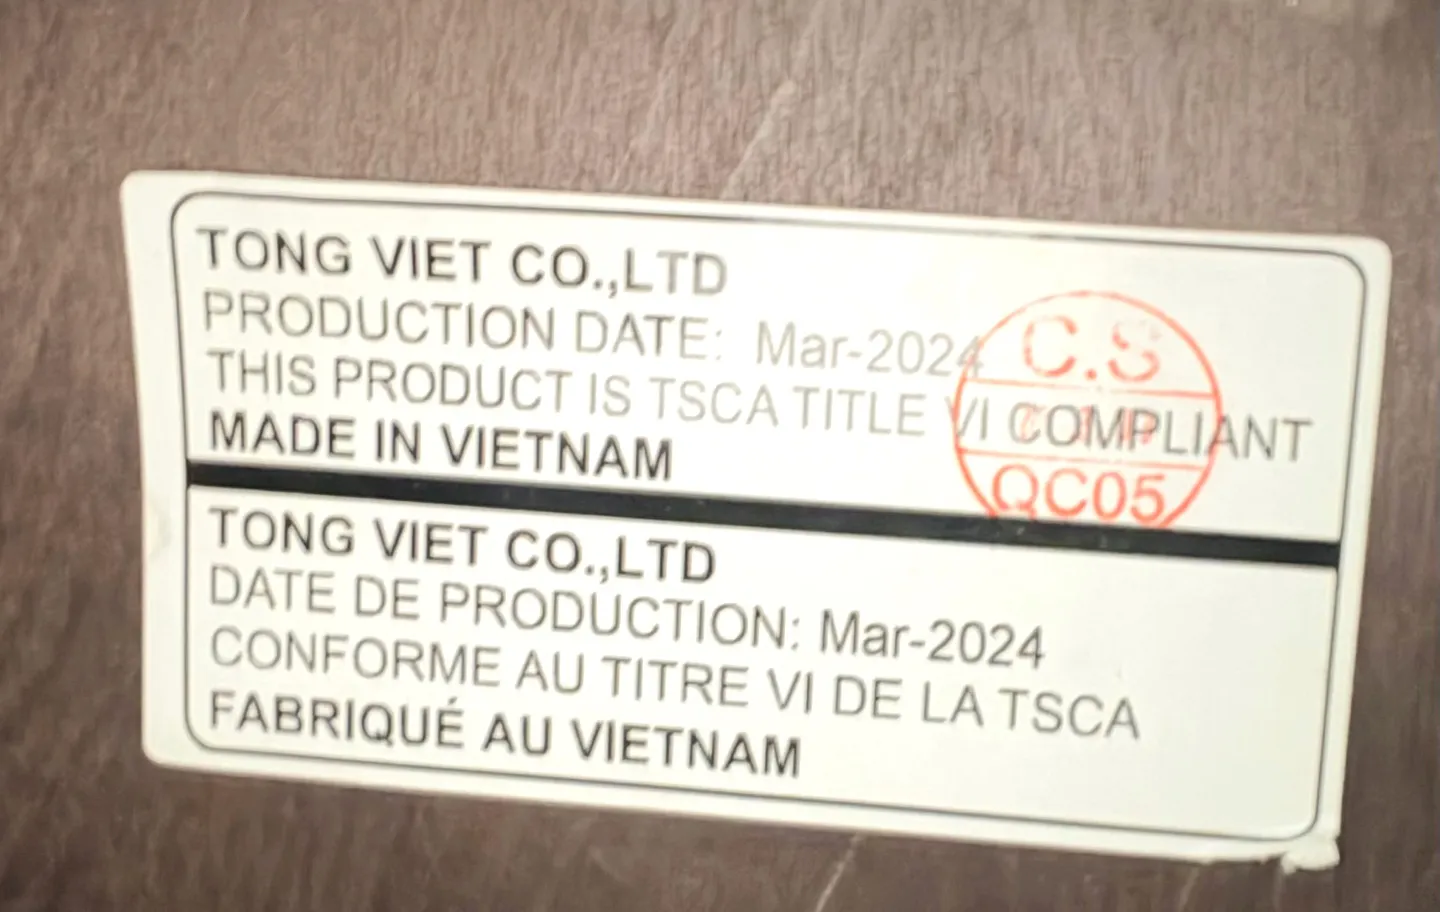 TONG VIET CO.,LTD
PRODUCTION DATE: Mar-2024
THIS PRODUCT IS TSCA TITLE VI COMPLIANT
MADE IN VIETNAM
C.S
QC05
TONG VIET CO.,LTD
DATE DE PRODUCTION: Mar-2024
CONFORME AU TITRE VI DE LA TSCA
FABRIQUÉ AU VIETNAM